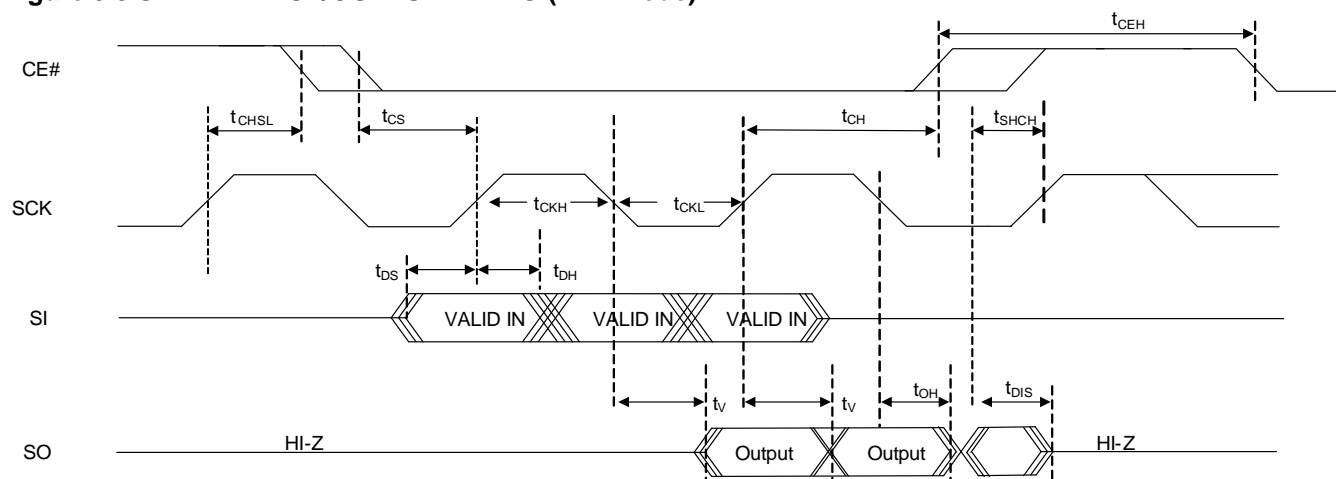 CE#
tCEH
tCHSL
tCS
tCH
tSHCH
SCK
tCKH
tCKL
tDS
tDH
SI
VALID IN
VALID IN
VALID IN
tV
tV
tOH
tDIS
SO
HI-Z
Output
Output
HI-Z